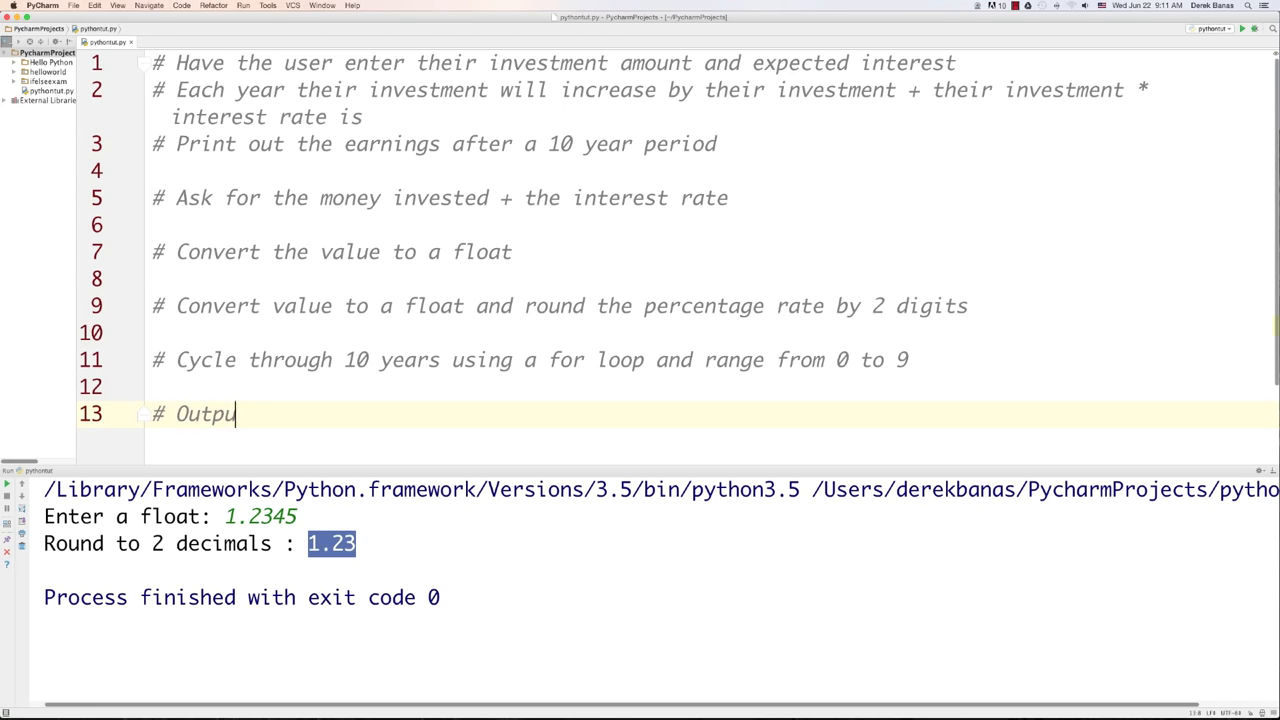 PyCharm File Edit View Navigate Code Refactor Run Tools VCS Window Help
10 Wed Jun 22 9:11 AM Derek Banas
pythontut.py - PycharmProjects - [~/PycharmProjects]
PycharmProjects pythontut.py
pythontut
pythontut.py ×
PycharmProject
Hello Python
helloworld
ifelseexam
pythontut.py
External Librarie
1 # Have the user enter their investment amount and expected interest
2 # Each year their investment will increase by their investment + their investment *
interest rate is
3 # Print out the earnings after a 10 year period
4
5 # Ask for the money invested + the interest rate
6
7 # Convert the value to a float
8
9 # Convert value to a float and round the percentage rate by 2 digits
10
11 # Cycle through 10 years using a for loop and range from 0 to 9
12
13 # Outpu
Run pythontut
/Library/Frameworks/Python.framework/Versions/3.5/bin/python3.5 /Users/derekbanas/PycharmProjects/pytho
Enter a float: 1.2345
Round to 2 decimals : 1.23
Process finished with exit code 0
13:8 LF UTF-8